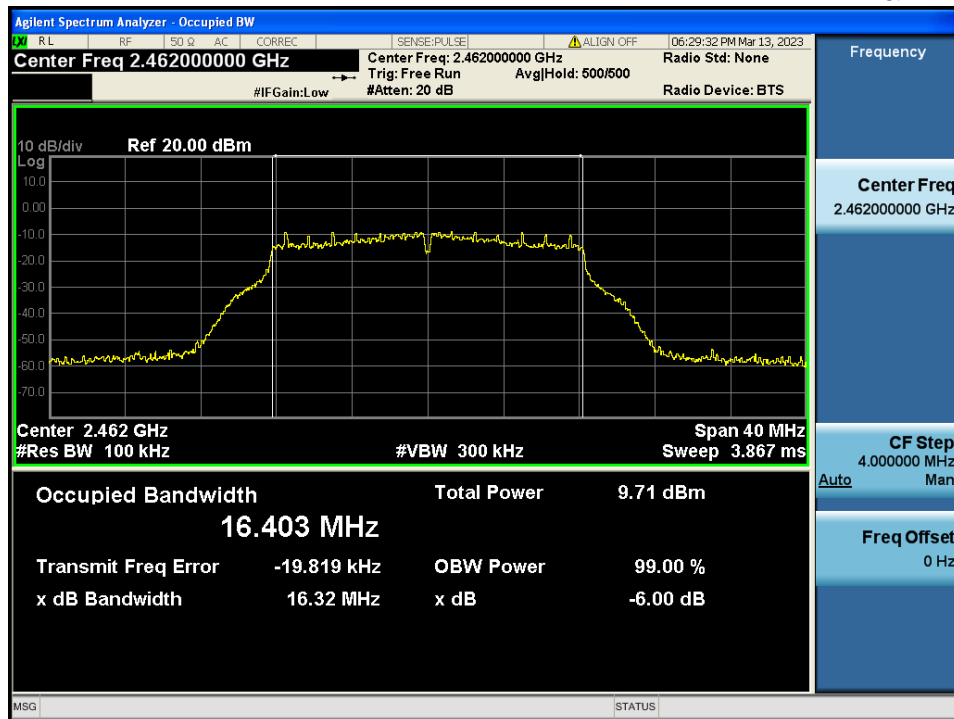 Agilent Spectrum Analyzer - Occupied BW
LXI RL RF 50 Ω AC CORREC SENSE:PULSE ALIGN OFF 06:29:32 PM Mar 13, 2023
Center Freq 2.462000000 GHz
Center Freq: 2.462000000 GHz Radio Std: None
Trig: Free Run Avg|Hold: 500/500
#IFGain:Low #Atten: 20 dB Radio Device: BTS
10 dB/div Ref 20.00 dBm
Log
10.0
0.00
-10.0
-20.0
-30.0
-40.0
-50.0
-60.0
-70.0
Center 2.462 GHz Span 40 MHz
#Res BW 100 kHz #VBW 300 kHz Sweep 3.867 ms
Occupied Bandwidth Total Power 9.71 dBm
16.403 MHz
Transmit Freq Error -19.819 kHz OBW Power 99.00 %
x dB Bandwidth 16.32 MHz x dB -6.00 dB
Frequency
Center Freq
2.462000000 GHz
CF Step
4.000000 MHz
Auto Man
Freq Offset
0 Hz
MSG STATUS